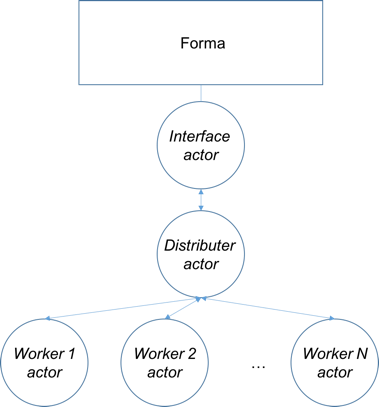 Forma
Interface
actor
Distributer
actor
Worker 1
actor
Worker 2
actor
...
Worker N
actor